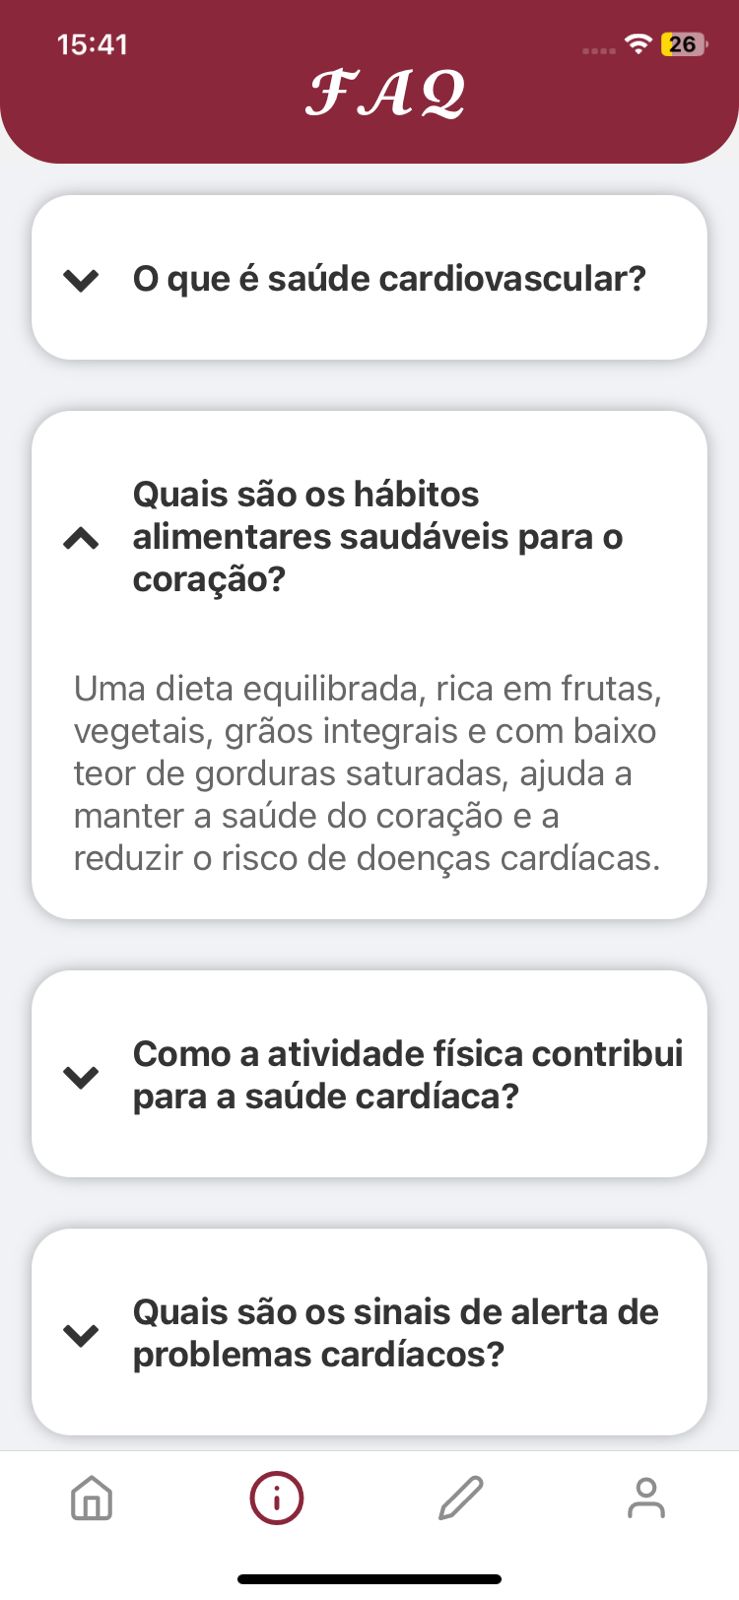 15:41
26
FAQ
O que é saúde cardiovascular?
Quais são os hábitos
alimentares saudáveis para o
coração?
Uma dieta equilibrada, rica em frutas,
vegetais, grãos integrais e com baixo
teor de gorduras saturadas, ajuda a
manter a saúde do coração e a
reduzir o risco de doenças cardíacas.
Como a atividade física contribui
para a saúde cardíaca?
Quais são os sinais de alerta de
problemas cardíacos?